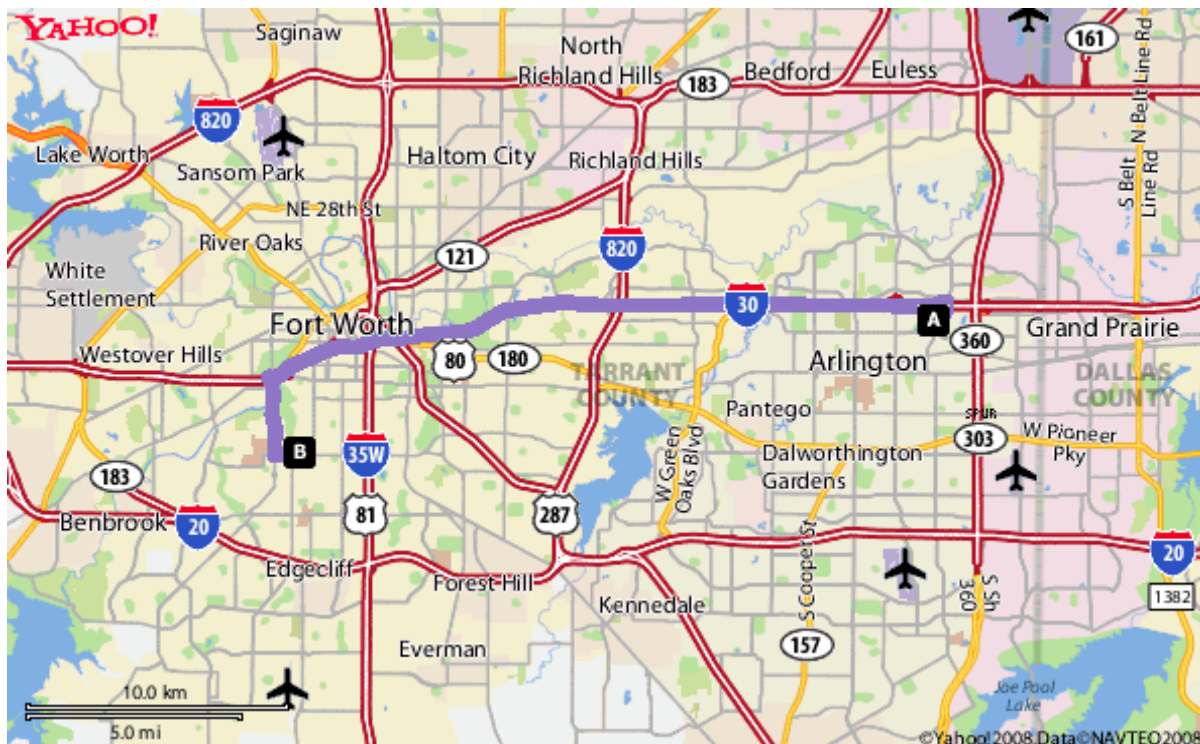 YAHOO!
Saginaw
North
Richland Hills
183
Bedford
Euless
161
820
Lake Worth
Sansom Park
Haltom City
Richland Hills
S Belt
Line Rd
N Belt Line Rd
NE 28th St
River Oaks
121
820
White
Settlement
30
Fort Worth
A
Grand Prairie
360
Westover Hills
80
180
TARRANT
COUNTY
Arlington
DALLAS
COUNTY
Pantego
SPUR
303
W Pioneer
Pky
B
35W
W Green
Oaks Blvd
Dalworthington
Gardens
183
Benbrook
20
81
287
S Cooper St
20
Edgecliff
Forest Hill
S Sh
360
1382
Kennedale
Everman
157
10.0 km
5.0 mi
Joe Pool
Lake
©Yahoo!2008,Data©NAVTEQ2008